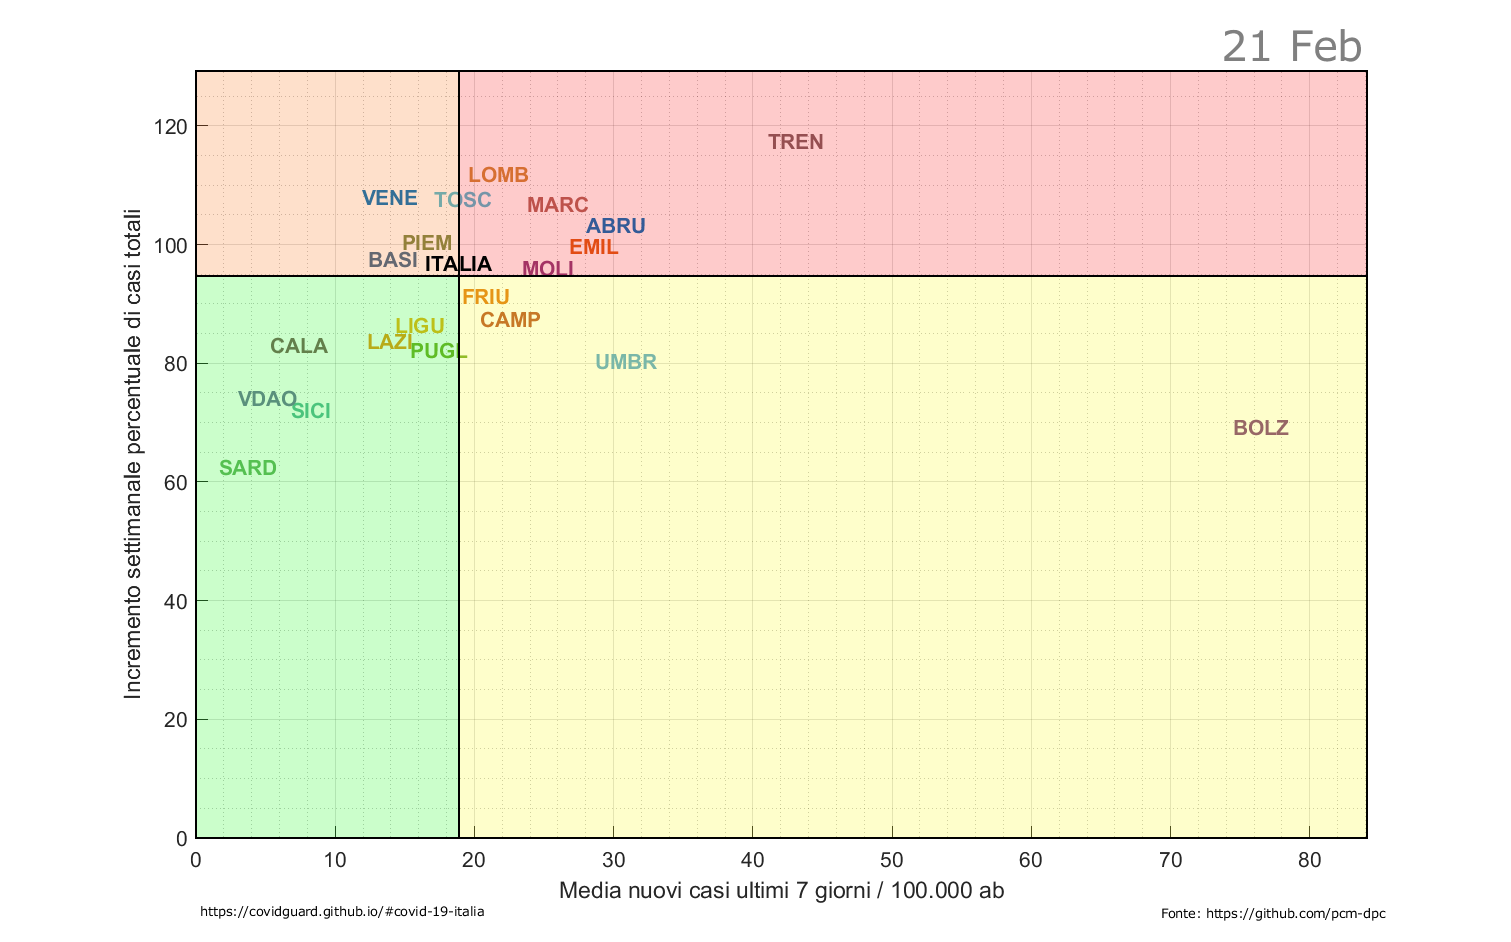 21 Feb
Incremento settimanale percentuale di casi totali
120
100
80
60
40
20
0
TREN
LOMB
VENE
TOSC
MARC
ABRU
PIEM
EMIL
BASI
ITALIA
MOLI
FRIU
CAMP
LIGU
LAZI
CALA
PUGL
UMBR
VDAO
SICI
BOLZ
SARD
0 10 20 30 40 50 60 70 80
Media nuovi casi ultimi 7 giorni / 100.000 ab
https://covidguard.github.io/#covid-19-italia
Fonte: https://github.com/pcm-dpc